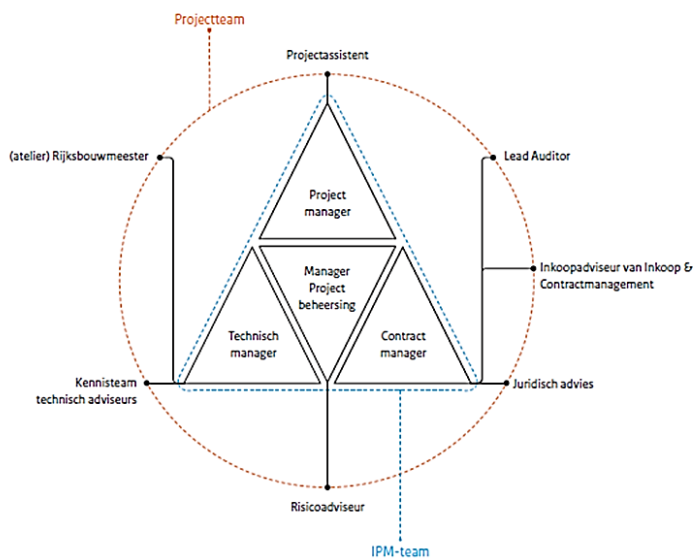 Projectteam
Projectassistent
(atelier) Rijksbouwmeester
Lead Auditor
Project
manager
Manager
Project
beheersing
Inkoopadviseur van Inkoop &
Contractmanagement
Technisch
manager
Contract
manager
Kennisteam
technisch adviseurs
Juridisch advies
Risicoadviseur
IPM-team